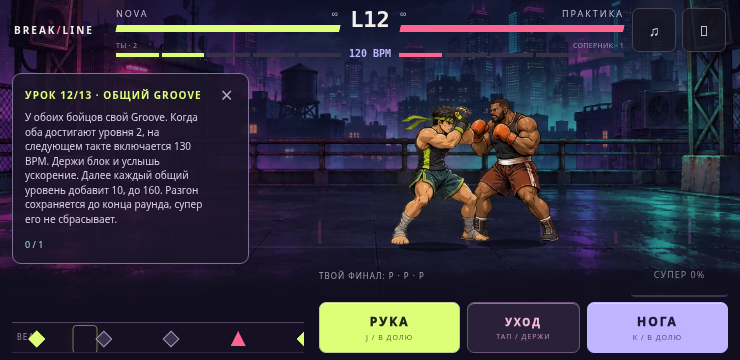 BREAK/LINE
NOVA
∞
L12
∞
ПРАКТИКА
ТЫ · 2
120 BPM
СОПЕРНИК · 1
УРОК 12/13 · ОБЩИЙ GROOVE
У обоих бойцов свой Groove. Когда
оба достигают уровня 2, на
следующем такте включается 130
BPM. Держи блок и услышь
ускорение. Далее каждый общий
уровень добавит 10, до 160. Разгон
сохраняется до конца раунда, супер
его не сбрасывает.
0 / 1
ТВОЙ ФИНАЛ: Р · Р · Р
СУПЕР 0%
РУКА
J / В ДОЛЮ
УХОД
ТАП / ДЕРЖИ
НОГА
K / В ДОЛЮ